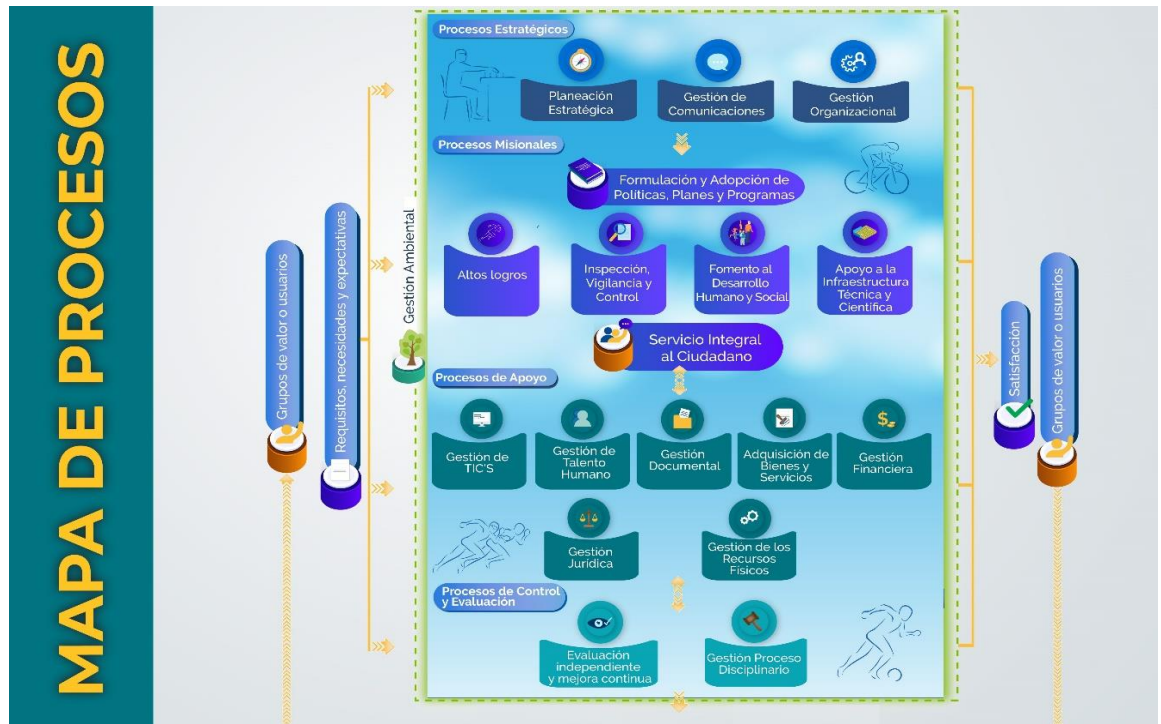 MAPA DE PROCESOS
Grupos de valor o usuarios
Requisitos, necesidades y expectativas
Gestión Ambiental
Procesos Estratégicos
Planeación
Estratégica
Gestión de
Comunicaciones
Gestión
Organizacional
Procesos Misionales
Formulación y Adopción de
Políticas, Planes y Programas
Altos logros
Inspección,
Vigilancia y
Control
Fomento al
Desarrollo
Humano y Social
Apoyo a la
Infraestructura
Técnica y
Científica
Servicio Integral
al Ciudadano
Procesos de Apoyo
Gestión de
TIC'S
Gestión de
Talento
Humano
Gestión
Documental
Adquisición de
Bienes y
Servicios
Gestión
Financiera
Gestión
Jurídica
Gestión de los
Recursos
Físicos
Procesos de Control
y Evaluación
Evaluación
independiente
y mejora continua
Gestión Proceso
Disciplinario
Satisfacción
Grupos de valor o usuarios